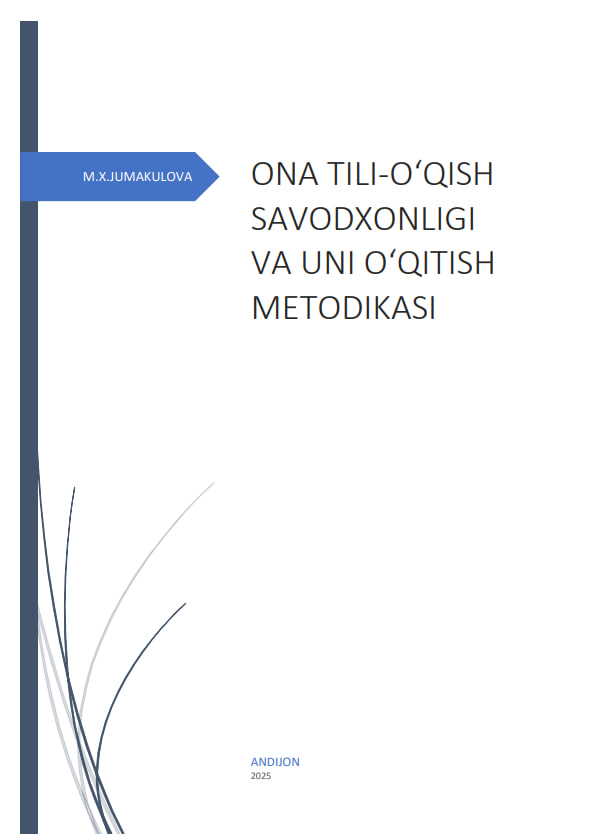 M.X.JUMAKULOVA
ONA TILI-O‘QISH
SAVODXONLIGI
VA UNI O‘QITISH
METODIKASI
ANDIJON
2025